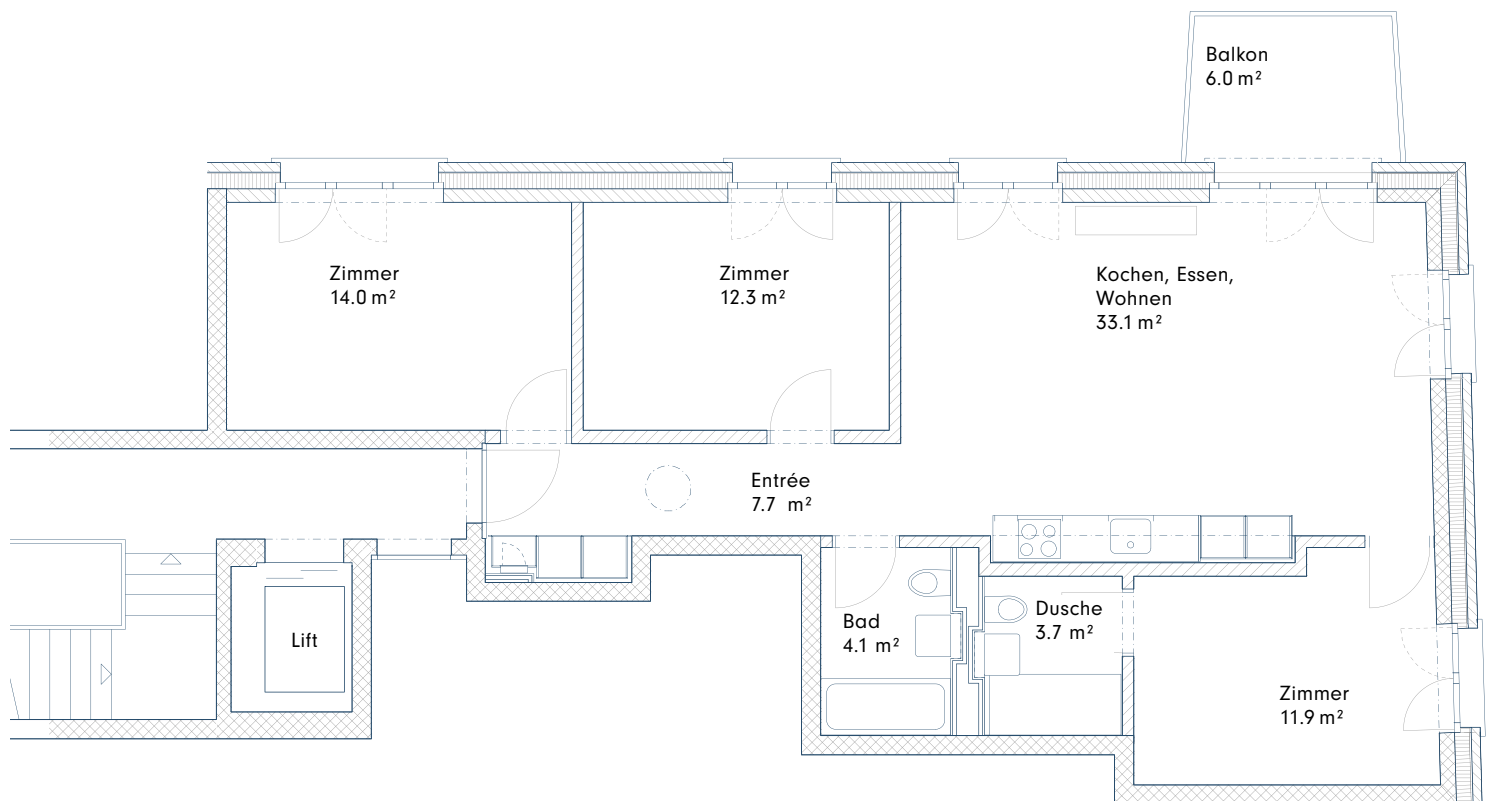 Balkon
6.0 m²
Zimmer
14.0 m²
Zimmer
12.3 m²
Kochen, Essen,
Wohnen
33.1 m²
Entrée
7.7 m²
Lift
Bad
4.1 m²
Dusche
3.7 m²
Zimmer
11.9 m²